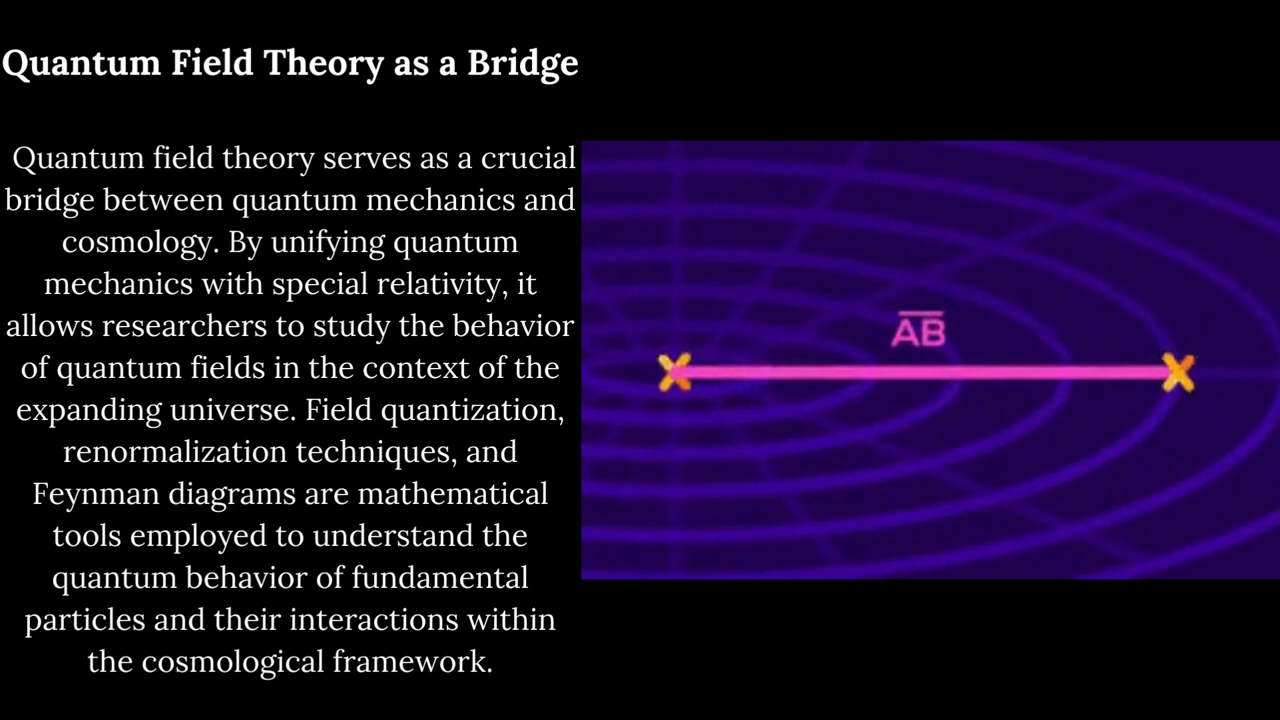 Quantum Field Theory as a Bridge
Quantum field theory serves as a crucial
bridge between quantum mechanics and
cosmology. By unifying quantum
mechanics with special relativity, it
allows researchers to study the behavior
of quantum fields in the context of the
expanding universe. Field quantization,
renormalization techniques, and
Feynman diagrams are mathematical
tools employed to understand the
quantum behavior of fundamental
particles and their interactions within
the cosmological framework.
A̅B̅